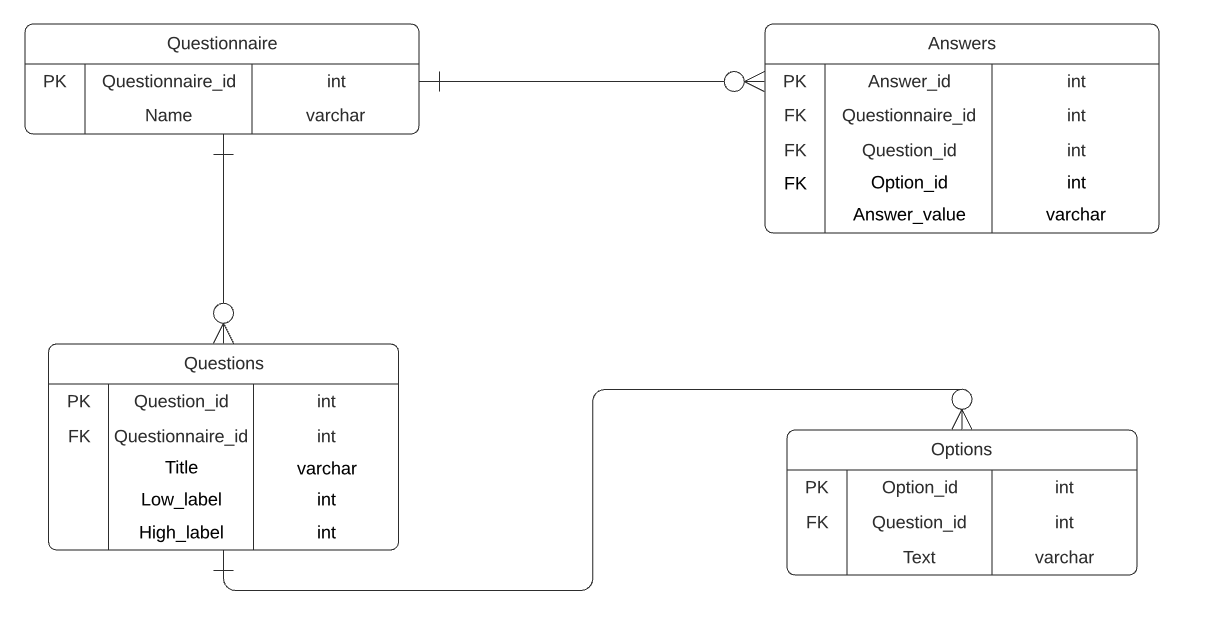 Questionnaire
PK Questionnaire_id int
Name varchar
Answers
PK Answer_id int
FK Questionnaire_id int
FK Question_id int
FK Option_id int
Answer_value varchar
Questions
PK Question_id int
FK Questionnaire_id int
Title varchar
Low_label int
High_label int
Options
PK Option_id int
FK Question_id int
Text varchar